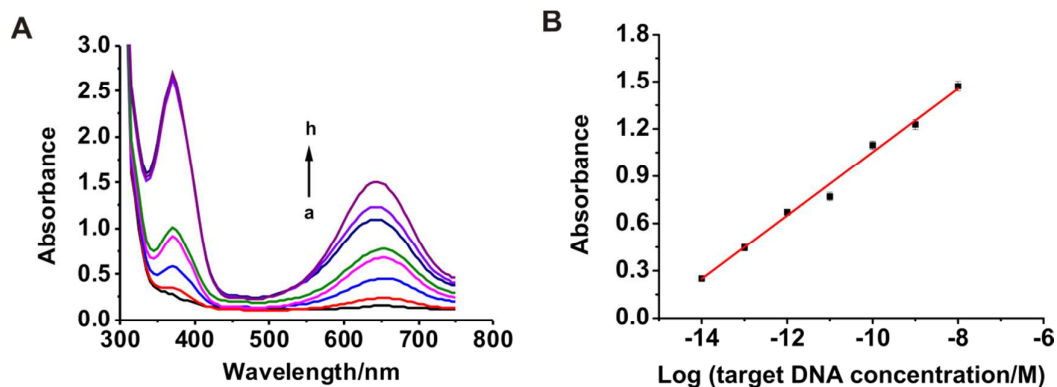 A
3.0
2.5
2.0
1.5
1.0
0.5
0.0
Absorbance
h
a
300 400 500 600 700 800
Wavelength/nm
B
1.8
1.5
1.2
0.9
0.6
0.3
0.0
Absorbance
-14 -12 -10 -8 -6
Log (target DNA concentration/M)